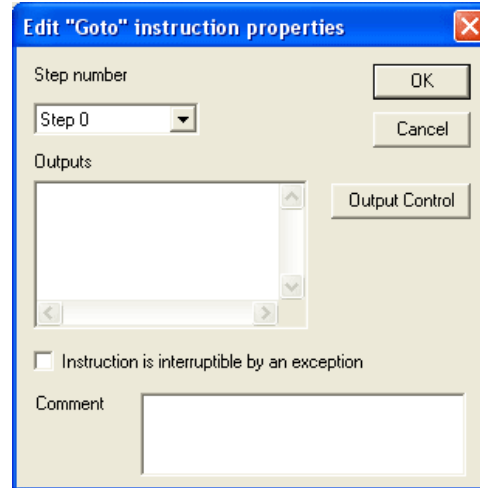 Edit "Goto" instruction properties
Step number
OK
Step 0
Cancel
Outputs
Output Control
Instruction is interruptible by an exception
Comment